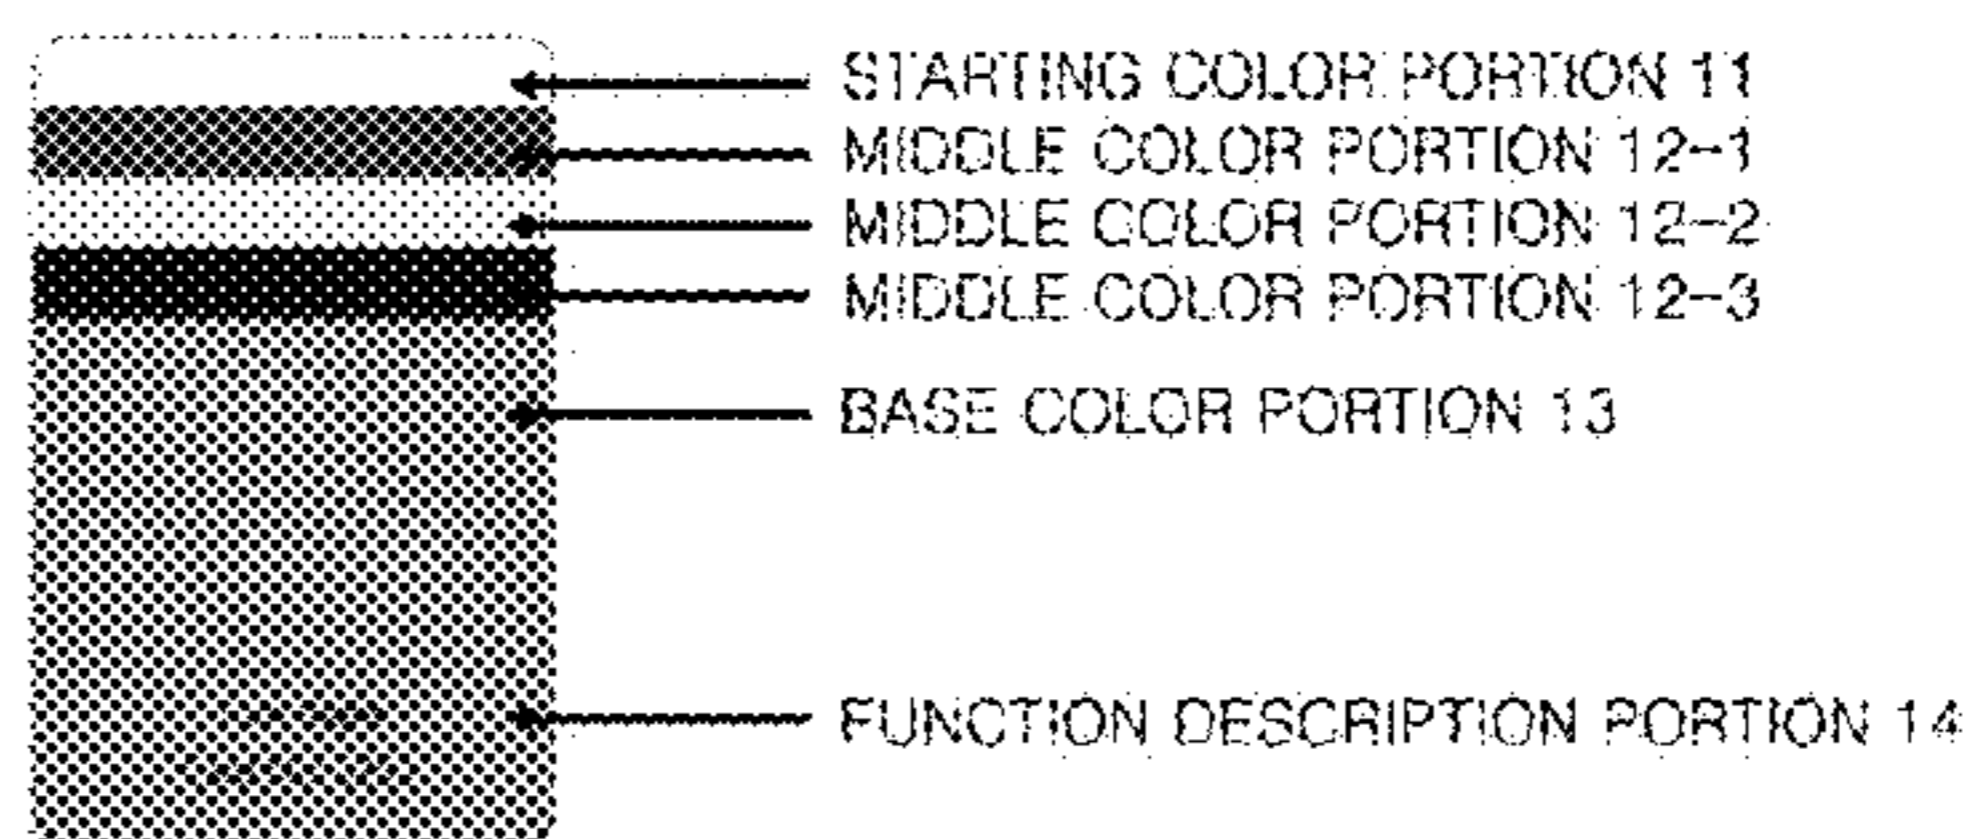 STARTING COLOR PORTION 11
MIDDLE COLOR PORTION 12-1
MIDDLE COLOR PORTION 12-2
MIDDLE COLOR PORTION 12-3
BASE COLOR PORTION 13
FUNCTION DESCRIPTION PORTION 14